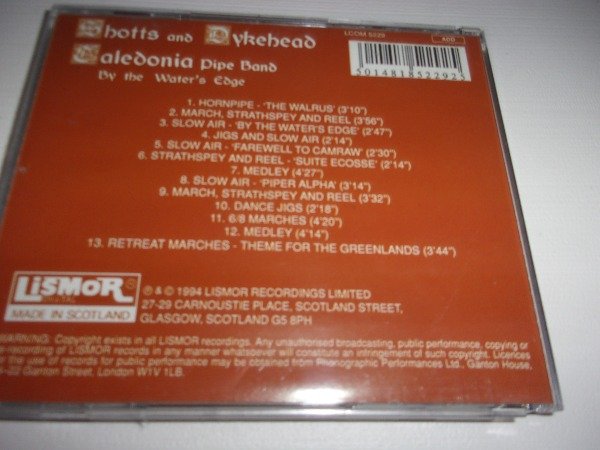 Shotts and Dykehead
Caledonia Pipe Band
By the Water's Edge
LCOM 5229
ADD
5014818522925
1. HORNPIPE - 'THE WALRUS' (3'10")
2. MARCH, STRATHSPEY AND REEL (3'56")
3. SLOW AIR - 'BY THE WATER'S EDGE' (2'47")
4. JIGS AND SLOW AIR (2'14")
5. SLOW AIR - 'FAREWELL TO CAMRAW' (2'30)
6. STRATHSPEY AND REEL - 'SUITE ECOSSE' (2'14")
7. MEDLEY (4'27")
8. SLOW AIR - 'PIPER ALPHA' (3'14")
9. MARCH, STRATHSPEY AND REEL (3'32")
10. DANCE JIGS (2'18")
11. 6/8 MARCHES (4'20")
12. MEDLEY (4'14")
13. RETREAT MARCHES - THEME FOR THE GREENLANDS (3'44")
LISMOR
MADE IN SCOTLAND
℗ & © 1994 LISMOR RECORDINGS LIMITED
27-29 CARNOUSTIE PLACE, SCOTLAND STREET,
GLASGOW, SCOTLAND G5 8PH
WARNING: Copyright exists in all LISMOR recordings. Any unauthorised broadcasting, public performance, copying or
re-recording of LISMOR records in any manner whatsoever will constitute an infringement of such copyright. Licences
for the use of records for public performance may be obtained from Phonographic Performances Ltd., Ganton House,
Ganton Street, London W1V 1LB.